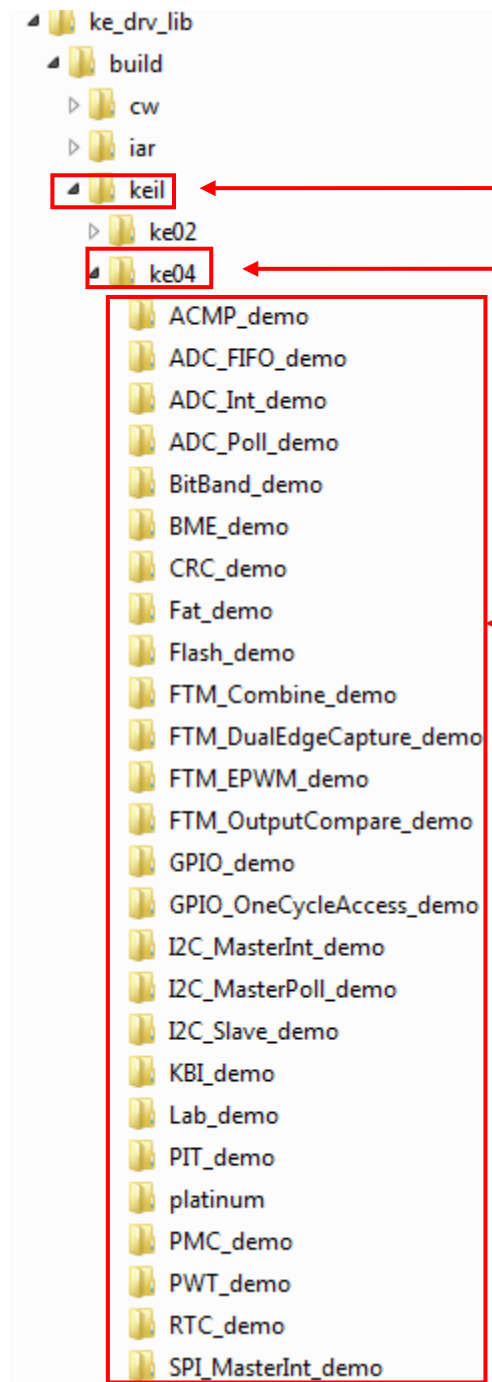 ke_drv_lib
build
cw
iar
keil
ke02
ke04
ACMP_demo
ADC_FIFO_demo
ADC_Int_demo
ADC_Poll_demo
BitBand_demo
BME_demo
CRC_demo
Fat_demo
Flash_demo
FTM_Combine_demo
FTM_DualEdgeCapture_demo
FTM_EPWM_demo
FTM_OutputCompare_demo
GPIO_demo
GPIO_OneCycleAccess_demo
I2C_MasterInt_demo
I2C_MasterPoll_demo
I2C_Slave_demo
KBI_demo
Lab_demo
PIT_demo
platinum
PMC_demo
PWT_demo
RTC_demo
SPI_MasterInt_demo